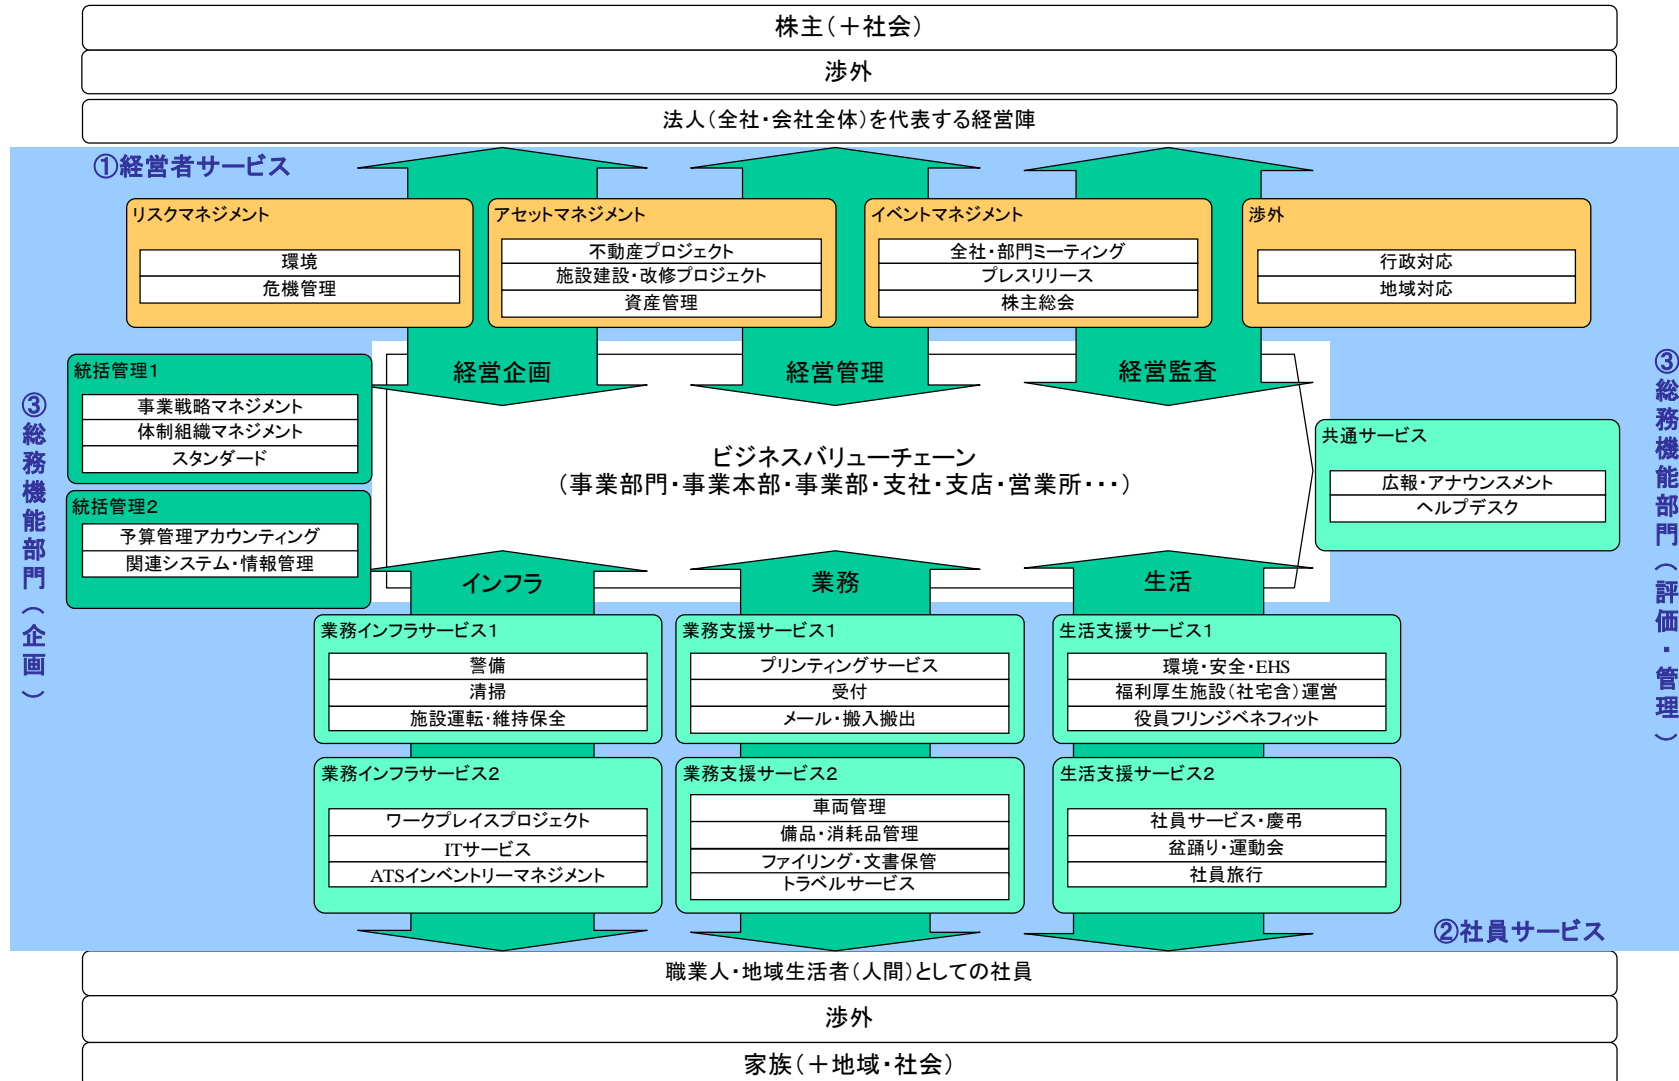 株主(＋社会)
渉外
法人(全社・会社全体)を代表する経営陣
①経営者サービス
リスクマネジメント
環境
危機管理
アセットマネジメント
不動産プロジェクト
施設建設・改修プロジェクト
資産管理
イベントマネジメント
全社・部門ミーティング
プレスリリース
株主総会
渉外
行政対応
地域対応
経営企画
経営管理
経営監査
③総務機能部門(企画)
統括管理1
事業戦略マネジメント
体制組織マネジメント
スタンダード
統括管理2
予算管理アカウンティング
関連システム・情報管理
ビジネスバリューチェーン
(事業部門・事業本部・事業部・支社・支店・営業所・・・)
共通サービス
広報・アナウンスメント
ヘルプデスク
③総務機能部門(評価・管理)
インフラ
業務
生活
業務インフラサービス1
警備
清掃
施設運転・維持保全
業務支援サービス1
プリンティングサービス
受付
メール・搬入搬出
生活支援サービス1
環境・安全・EHS
福利厚生施設(社宅含)運営
役員フリンジベネフィット
業務インフラサービス2
ワークプレイスプロジェクト
ITサービス
ATSインベントリーマネジメント
業務支援サービス2
車両管理
備品・消耗品管理
ファイリング・文書保管
トラベルサービス
生活支援サービス2
社員サービス・慶弔
盆踊り・運動会
社員旅行
②社員サービス
職業人・地域生活者(人間)としての社員
渉外
家族(＋地域・社会)